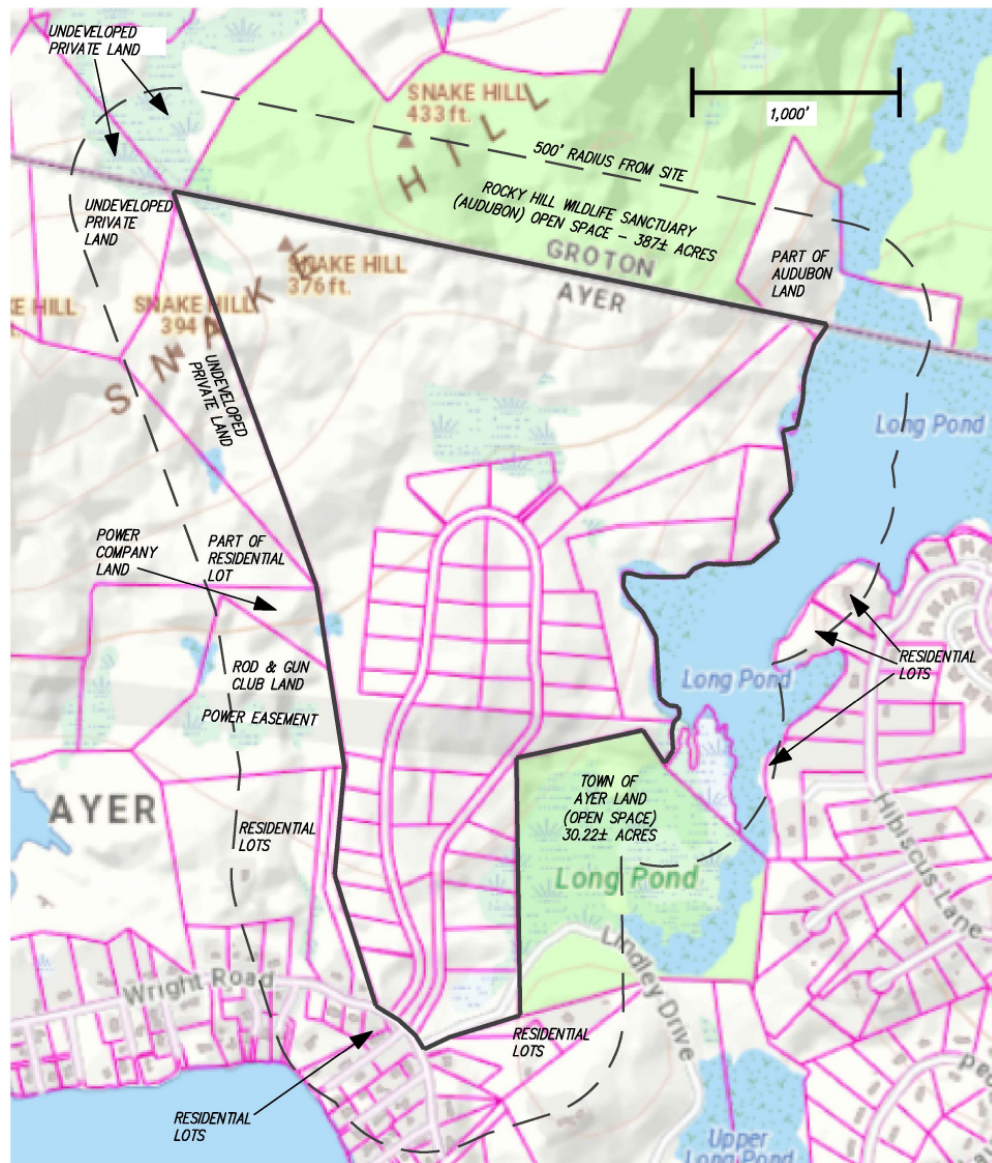 UNDEVELOPED
PRIVATE LAND
SNAKE HILL
433 ft.
HILL
1,000'
500' RADIUS FROM SITE
ROCKY HILL WILDLIFE SANCTUARY
(AUDUBON) OPEN SPACE - 387± ACRES
UNDEVELOPED
PRIVATE
LAND
GROTON
AYER
PART OF
AUDUBON
LAND
SNAKE HILL
376 ft.
KE HILL
SNAKE HILL
394
SNAKE
UNDEVELOPED
PRIVATE LAND
Long Pond
POWER
COMPANY
LAND
PART OF
RESIDENTIAL
LOT
RESIDENTIAL
LOTS
ROD & GUN
CLUB LAND
Long Pond
POWER EASEMENT
AYER
TOWN OF
AYER LAND
(OPEN SPACE)
30.22± ACRES
RESIDENTIAL
LOTS
Long Pond
Hibiscus Lane
Wright Road
Lindley Drive
RESIDENTIAL
LOTS
RESIDENTIAL
LOTS
Upper
Long Pond